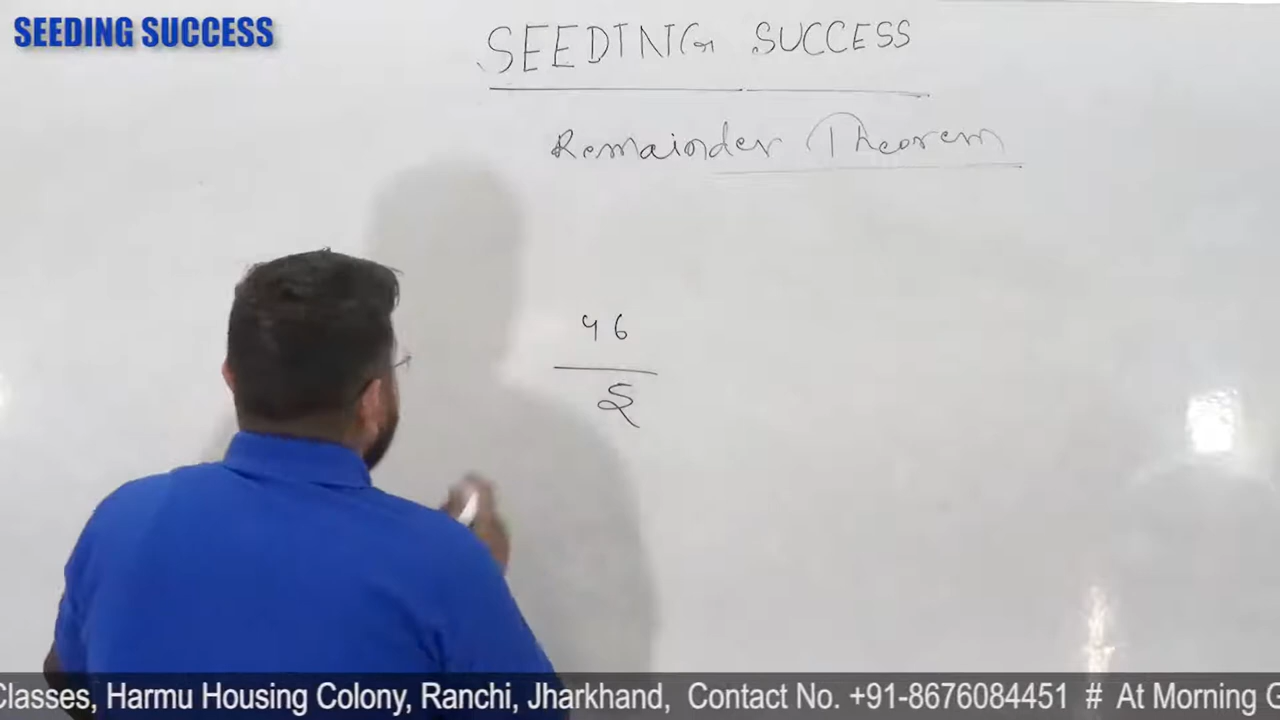 SEEDING SUCCESS
SEEDING SUCCESS
Remainder Theorem
46
Classes, Harmu Housing Colony, Ranchi, Jharkhand, Contact No. +91-8676084451 # At Morning G